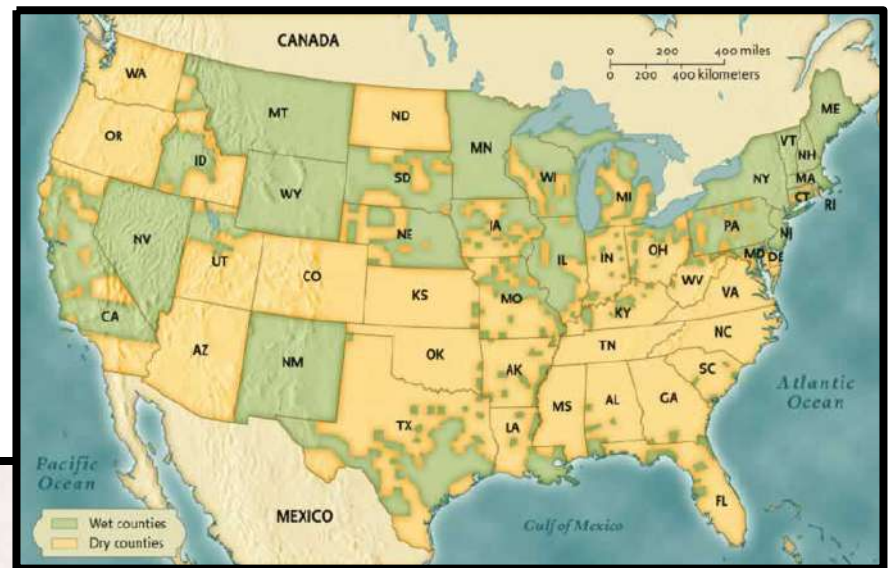 CANADA
0 200 400 miles
0 200 400 kilometers
WA
MT
ND
MN
ME
OR
ID
SD
WI
MI
VT
NH
NY
MA
CT
RI
WY
NV
NE
IA
PA
NJ
UT
CO
IL
IN
OH
MD
DE
WV
VA
CA
KS
MO
KY
AZ
NM
OK
TN
NC
AK
SC
MS
AL
GA
TX
LA
Atlantic
Ocean
FL
Pacific
Ocean
MEXICO
Gulf of Mexico
Wet counties
Dry counties